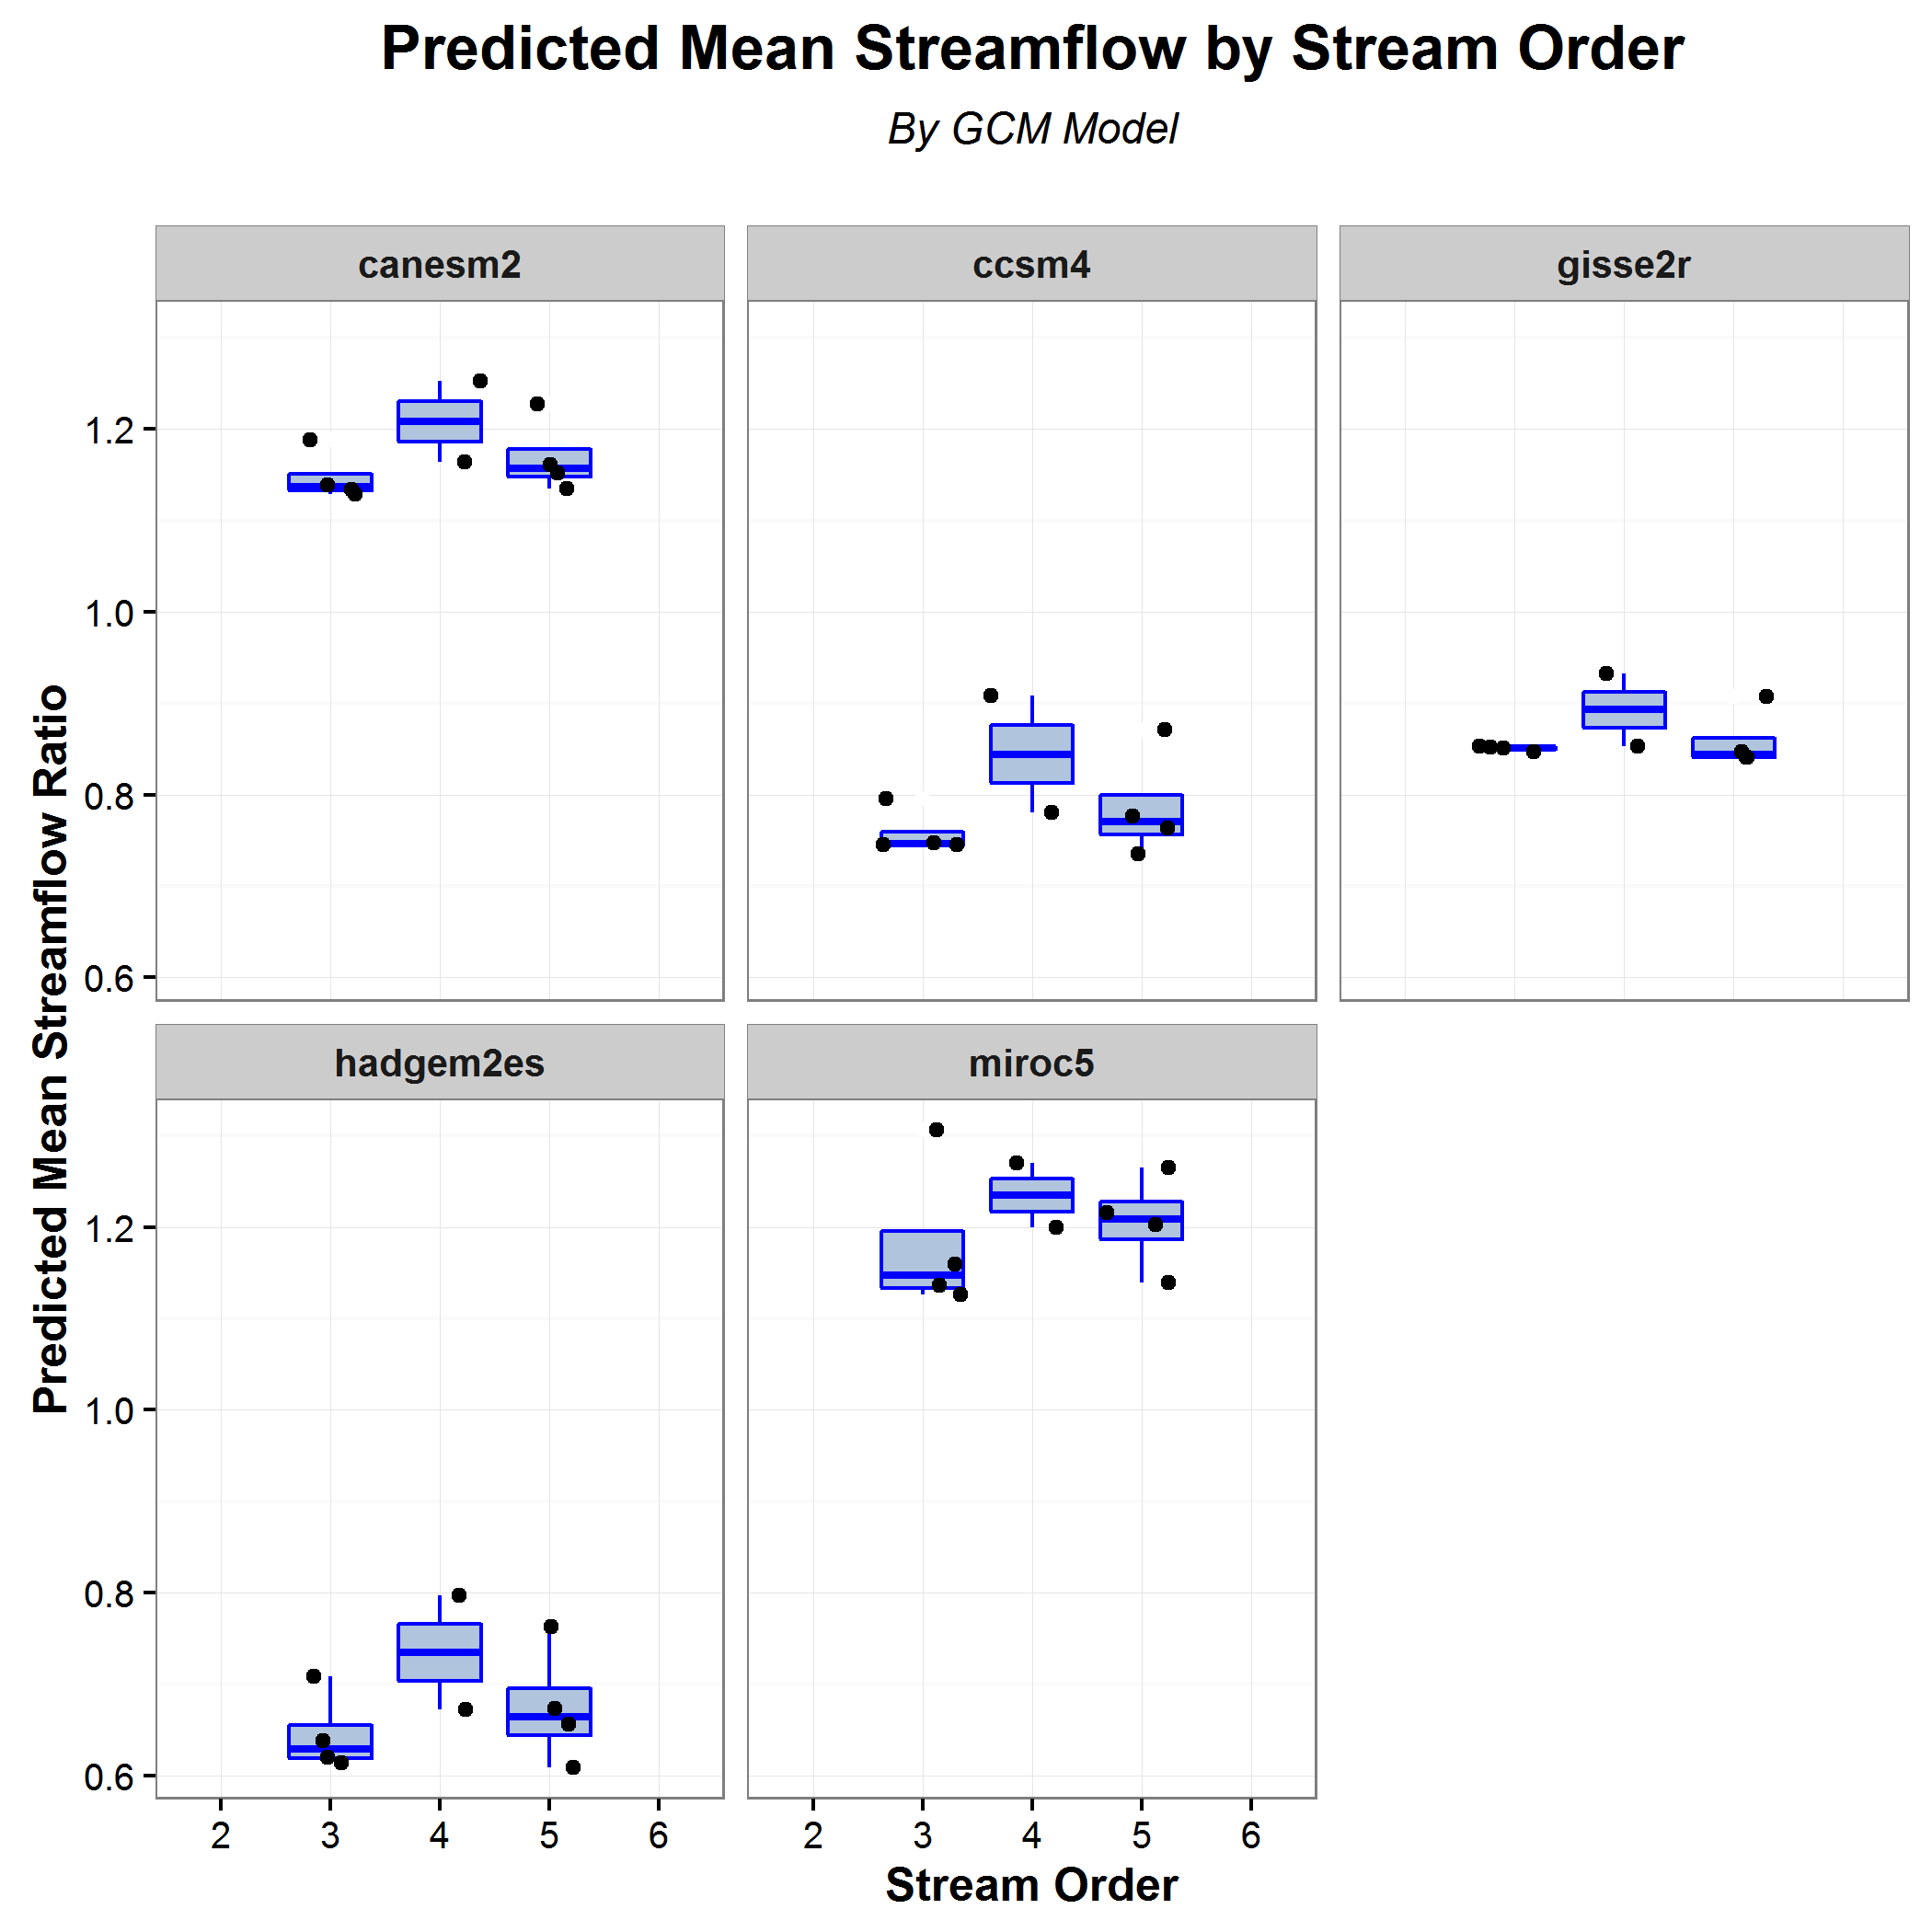 Predicted Mean Streamflow by Stream Order
By GCM Model
canesm2
ccsm4
gisse2r
1.2
1.0
0.8
0.6
Predicted Mean Streamflow Ratio
hadgem2es
miroc5
1.2
1.0
0.8
0.6
2 3 4 5 6
2 3 4 5 6
Stream Order